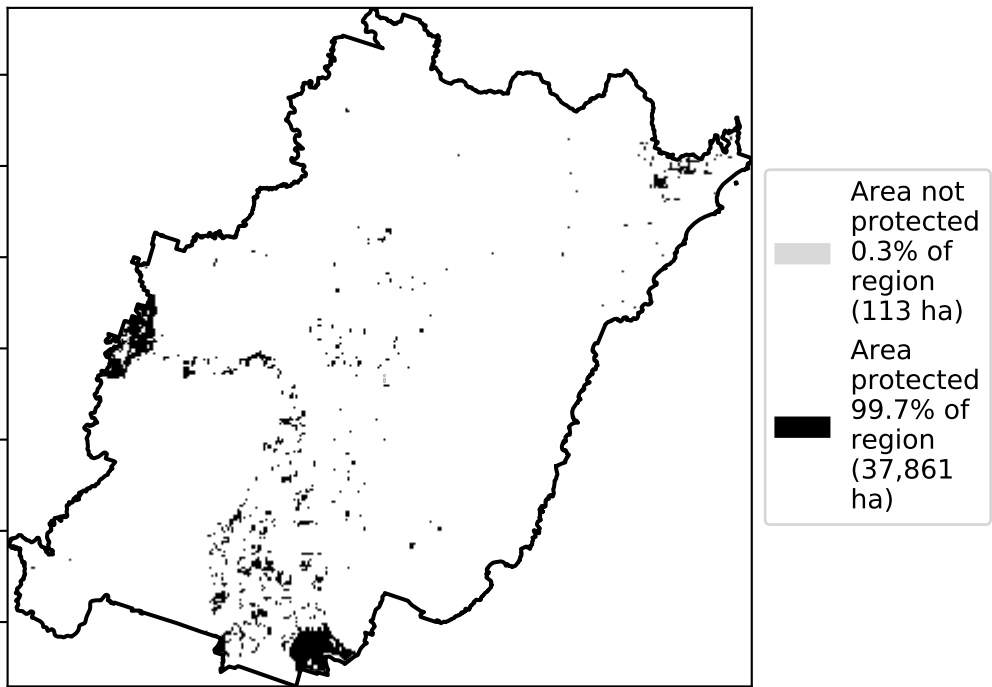 Area not
protected
0.3% of
region
(113 ha)
Area
protected
99.7% of
region
(37,861
ha)